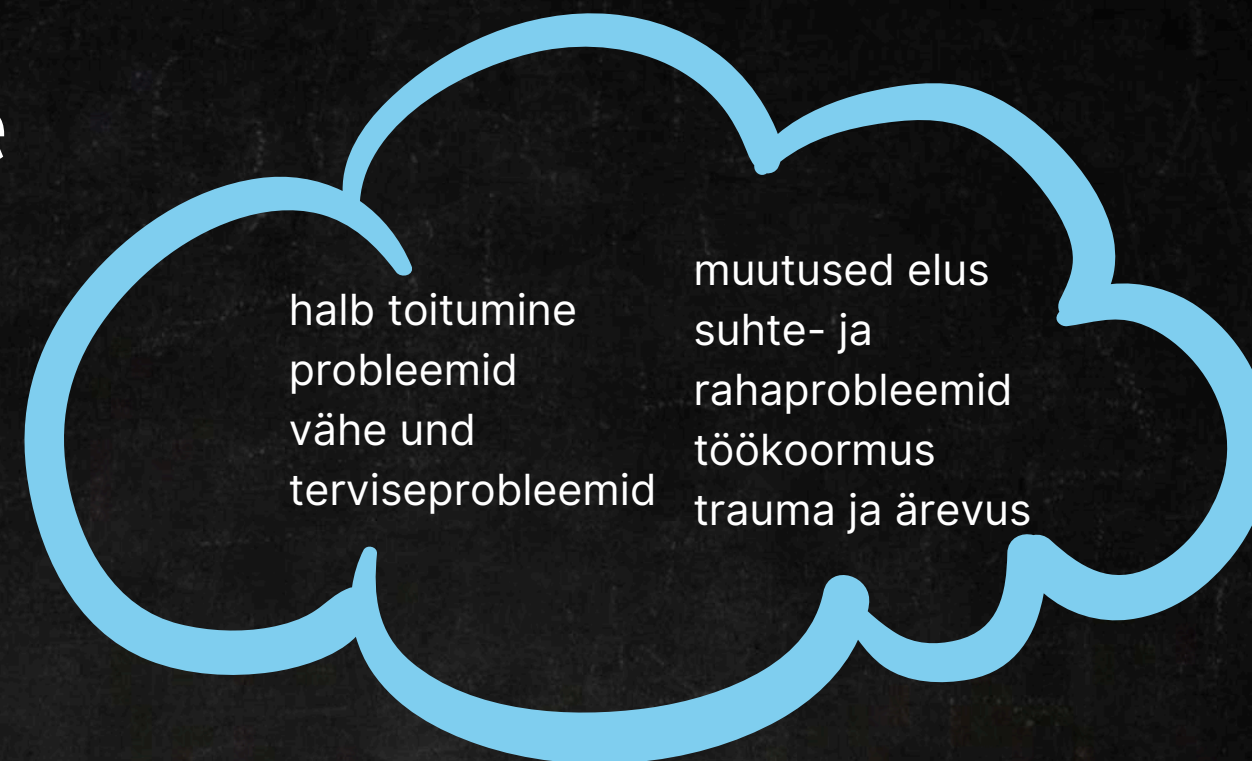 halb toitumine
probleemid
vähe und
terviseprobleemid
muutused elus
suhte- ja
rahaprobleemid
töökoormus
trauma ja ärevus